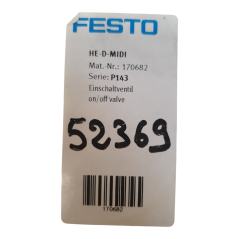 FESTO
HE-D-MIDI
Mat.-Nr.: 170682
Serie: P143
Einschaltventil
on/off valve
52369
170682